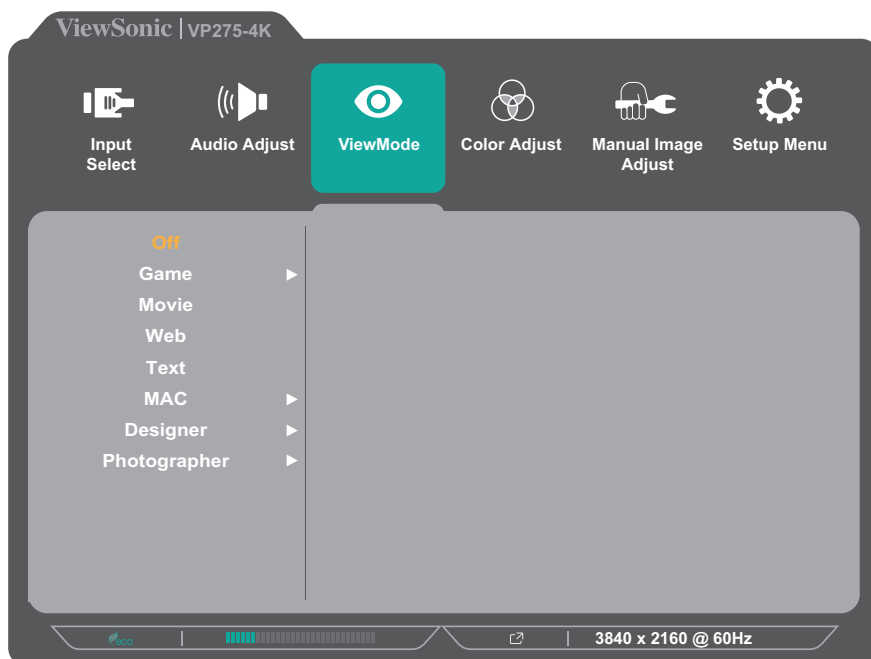 ViewSonic | VP275-4K
Input Select
Audio Adjust
ViewMode
Color Adjust
Manual Image Adjust
Setup Menu
Off
Game
Movie
Web
Text
MAC
Designer
Photographer
eco
3840 x 2160 @ 60Hz